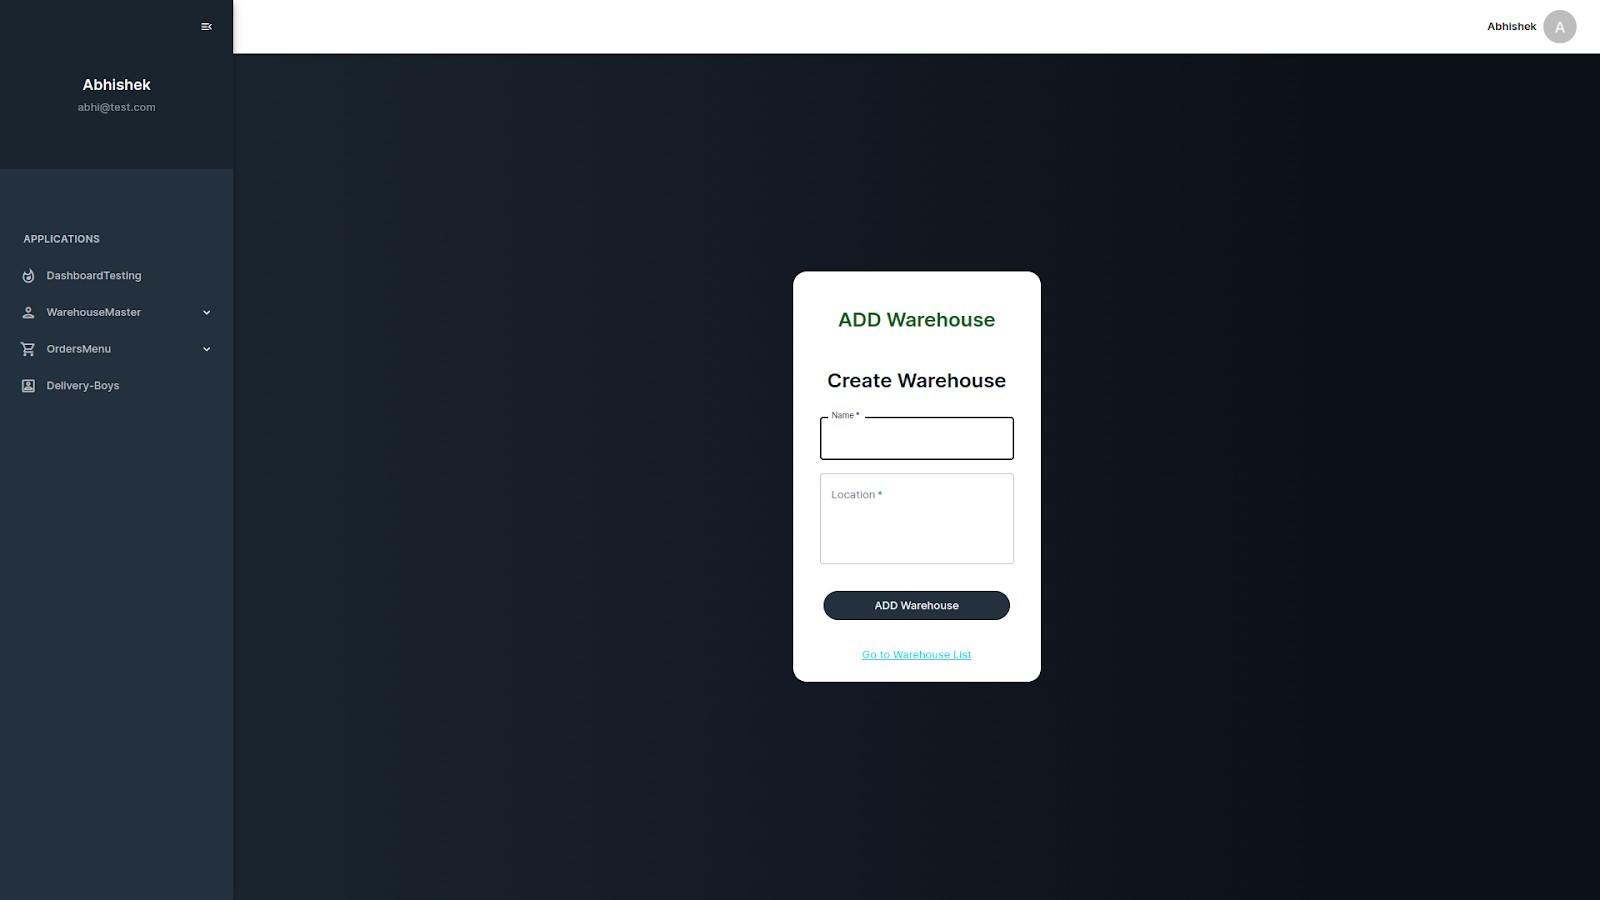 Abhishek
A
Abhishek
abhi@test.com
APPLICATIONS
DashboardTesting
WarehouseMaster
OrdersMenu
Delivery-Boys
ADD Warehouse
Create Warehouse
Name *
Location *
ADD Warehouse
Go to Warehouse List